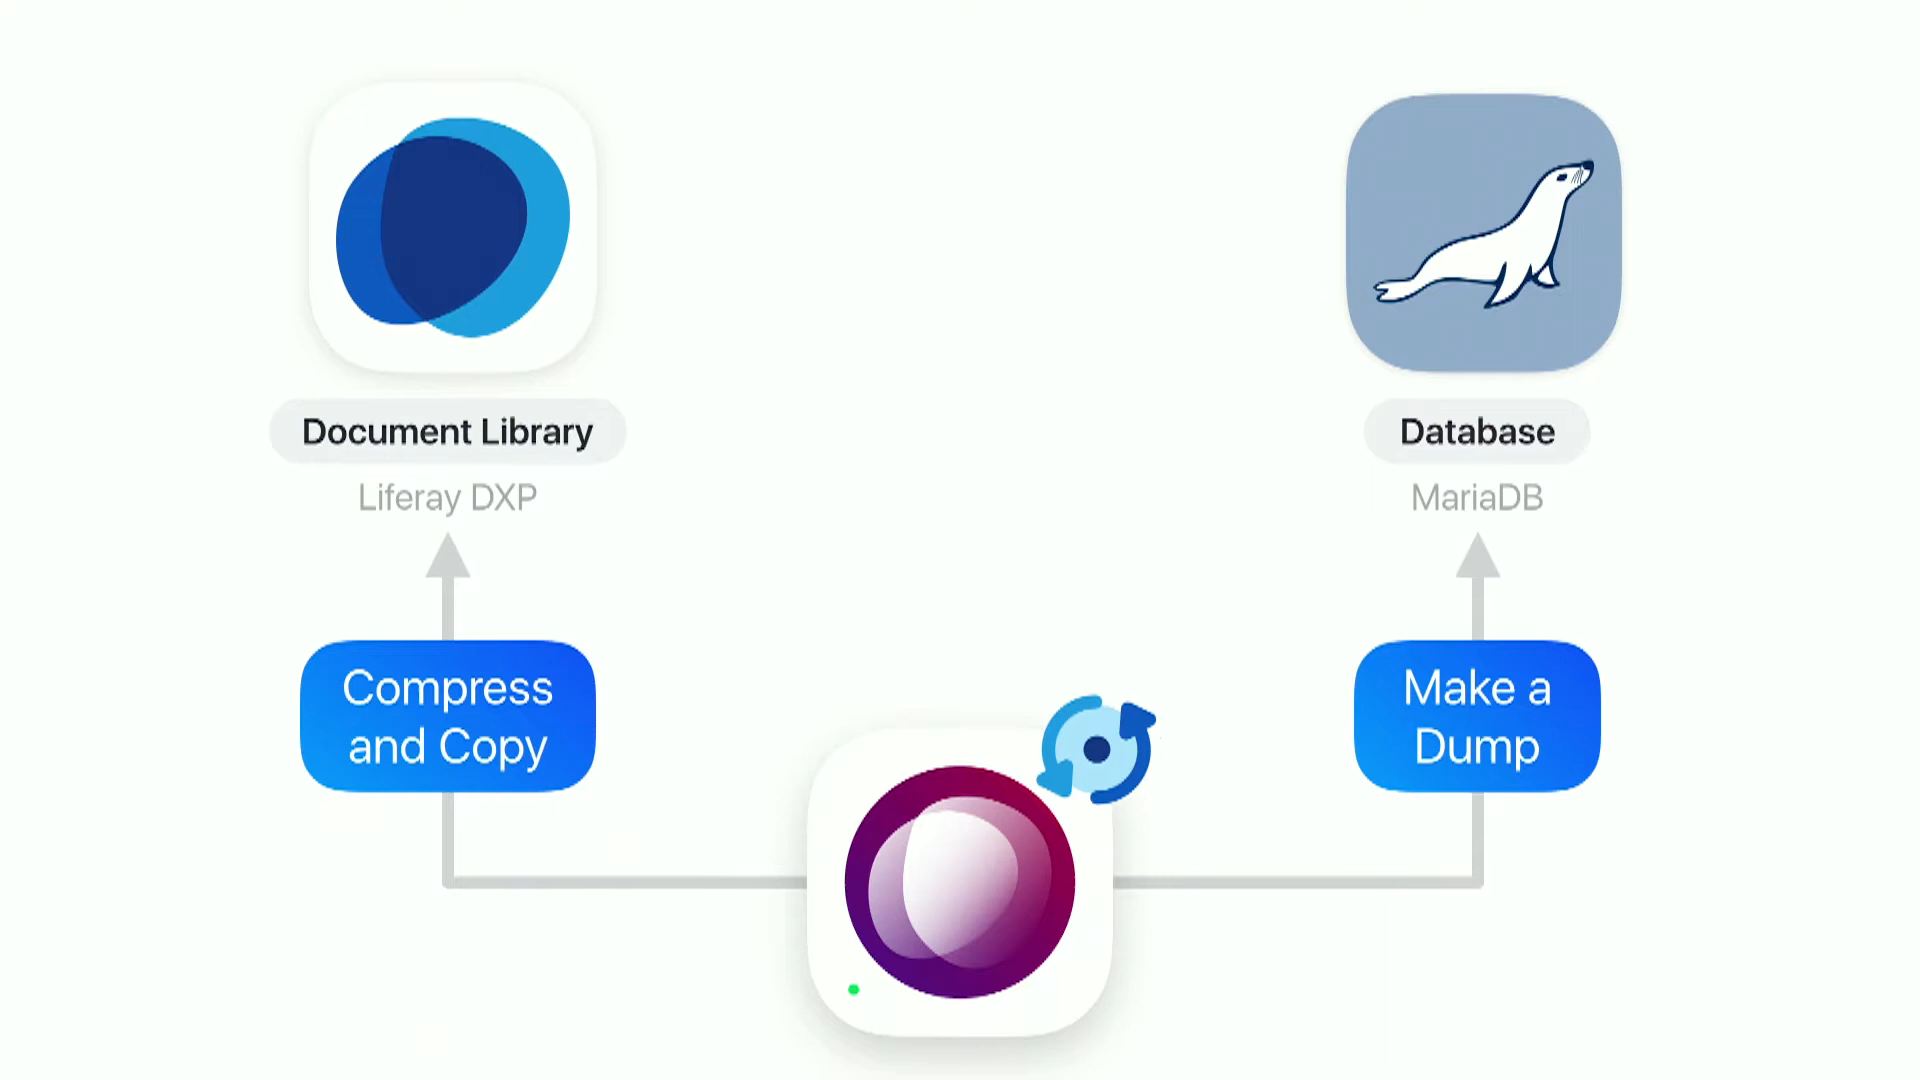 Document Library
Liferay DXP
Compress
and Copy
Database
MariaDB
Make a
Dump